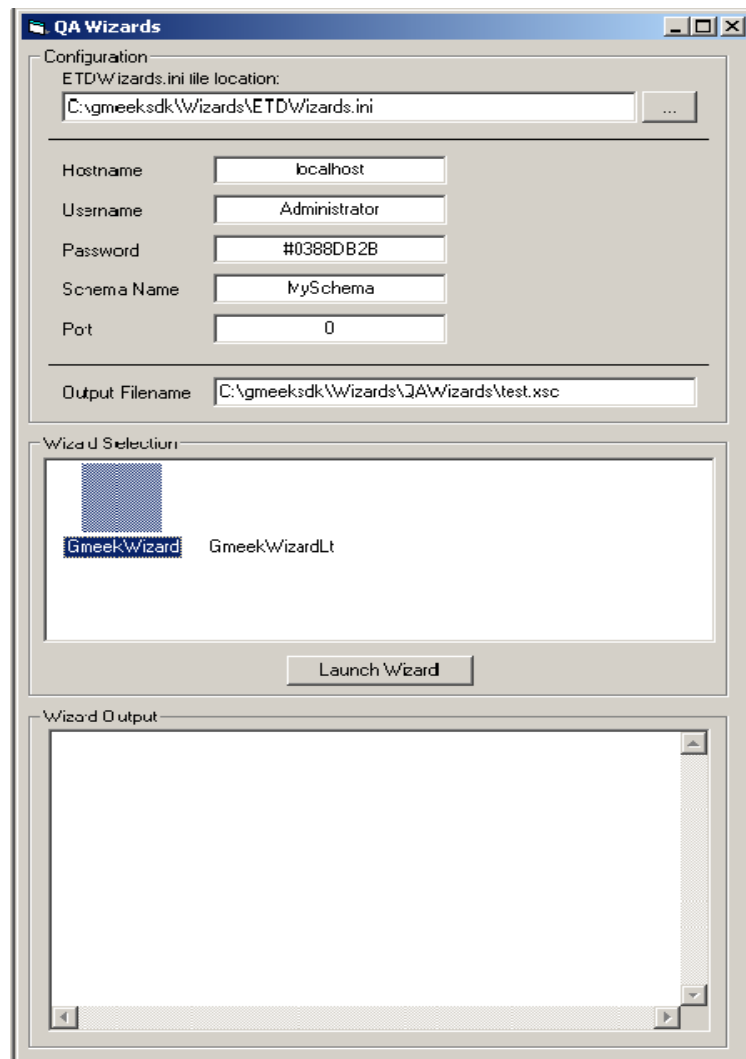 QA Wizards
Configuration
ETDWizards.ini file location:
C:\gmeeksdk\Wizards\ETDWizards.ini
...
Hostname localhost
Username Administrator
Password #0388DB2B
Schema Name MySchema
Port 0
Output Filename C:\gmeeksdk\Wizards\QAWizards\test.xsc
Wizard Selection
GmeekWizard GmeekWizardLt
Launch Wizard
Wizard Output